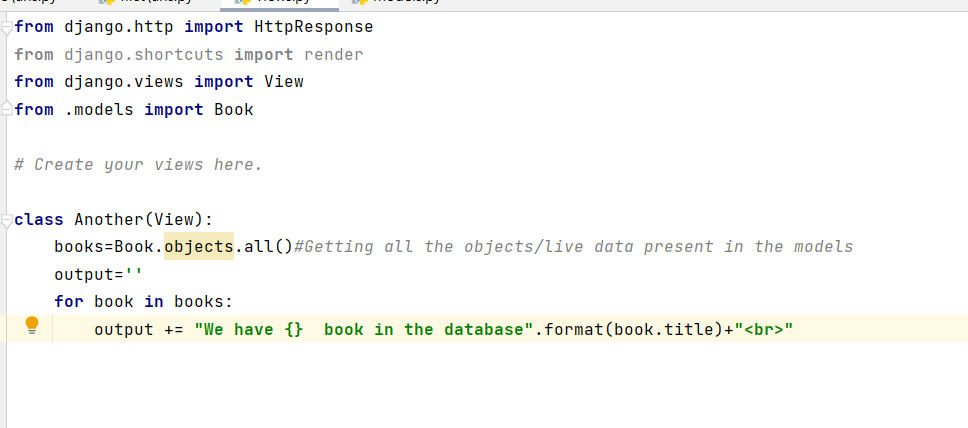 from django.http import HttpResponse
from django.shortcuts import render
from django.views import View
from .models import Book
# Create your views here.
class Another(View):
    books=Book.objects.all()#Getting all the objects/live data present in the models
    output=''
    for book in books:
        output += "We have {}  book in the database".format(book.title)+"<br>"